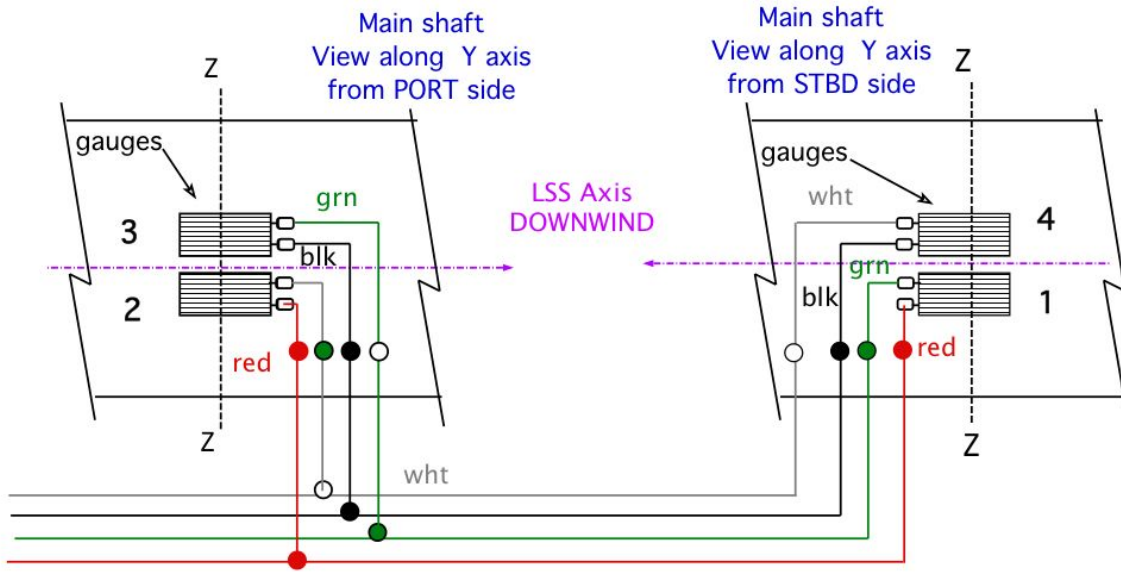 Main shaft
View along Y axis
from PORT side
Main shaft
View along Y axis
from STBD side
Z
Z
gauges
gauges
grn
wht
LSS Axis
DOWNWIND
3
4
blk
grn
2
blk
1
red
red
Z
Z
wht